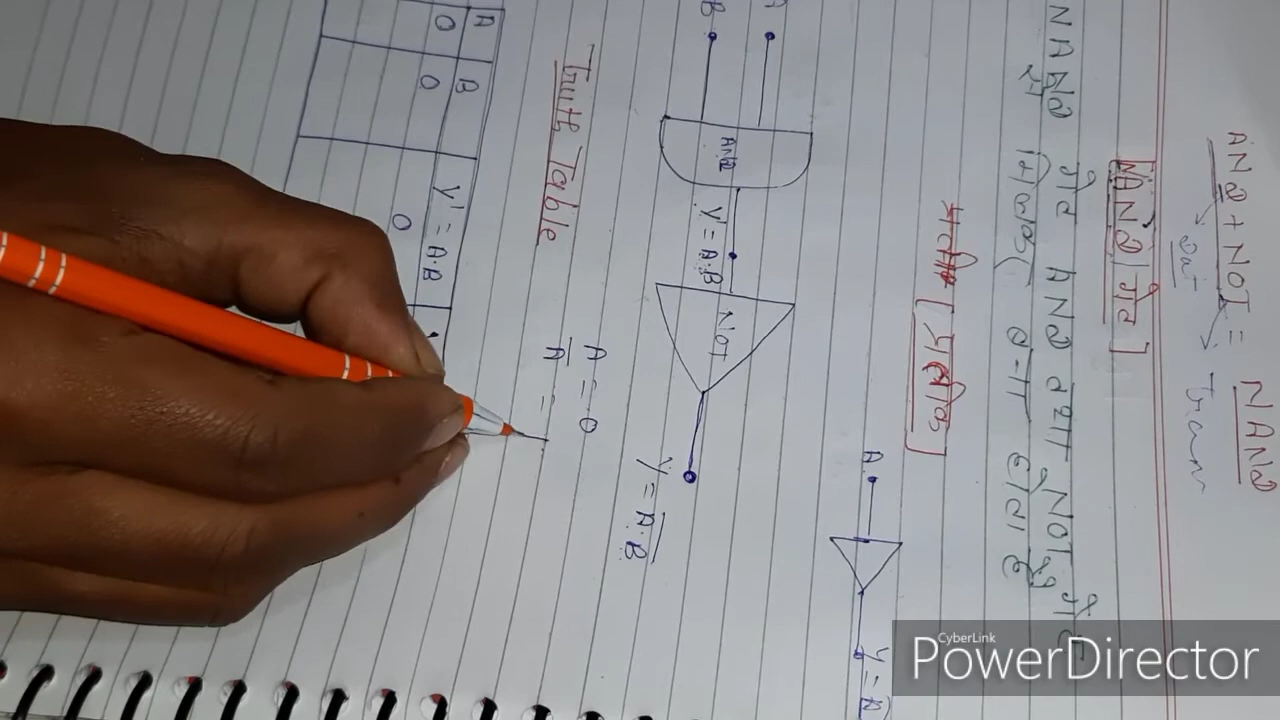 AND + NOT = NAND
[NAND गेट]
NAND गेट AND तथा NOT गेट
से मिलकर बना होता है
[प्रतीक]
A
Y = A
A
B
AND
Y' = A.B
NOT
Y = A.B
Truth Table
A = 0
A =
A B Y' = A.B
0 0 0
CyberLink
PowerDirector